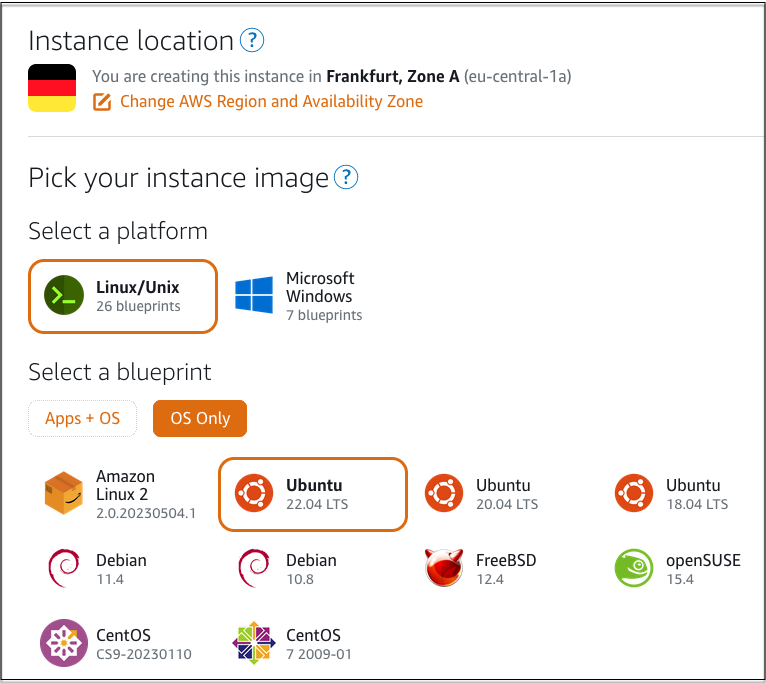 Instance location ?
You are creating this instance in Frankfurt, Zone A (eu-central-1a)
Change AWS Region and Availability Zone
Pick your instance image ?
Select a platform
Linux/Unix
26 blueprints
Microsoft
Windows
7 blueprints
Select a blueprint
Apps + OS
OS Only
Amazon
Linux 2
2.0.20230504.1
Ubuntu
22.04 LTS
Ubuntu
20.04 LTS
Ubuntu
18.04 LTS
Debian
11.4
Debian
10.8
FreeBSD
12.4
openSUSE
15.4
CentOS
CS9-20230110
CentOS
7 2009-01